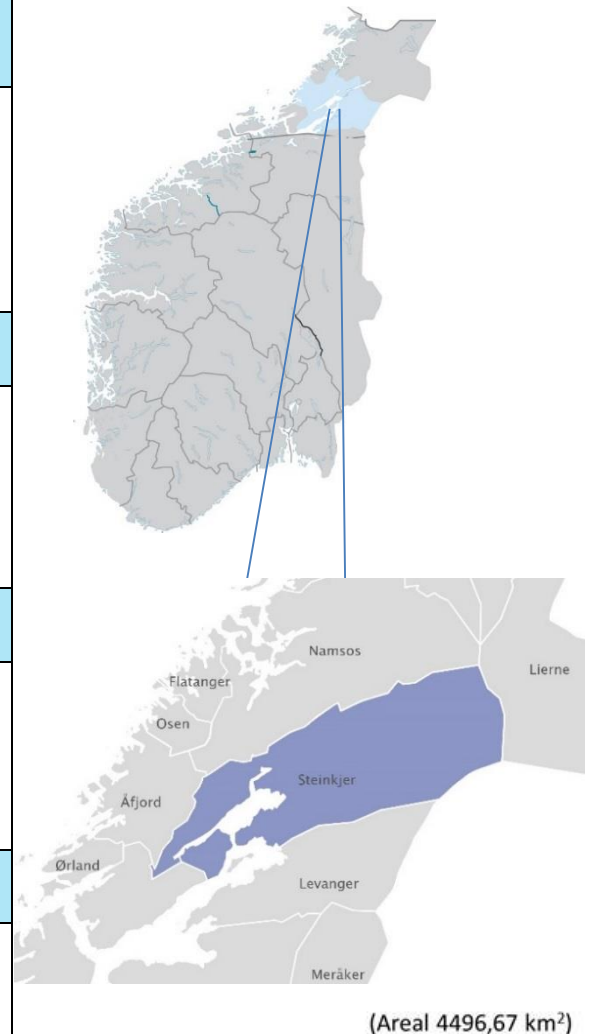 Namsos
Lierne
Flatanger
Osen
Steinkjer
Åfjord
Ørland
Levanger
Meråker
(Areal 4496,67 km²)